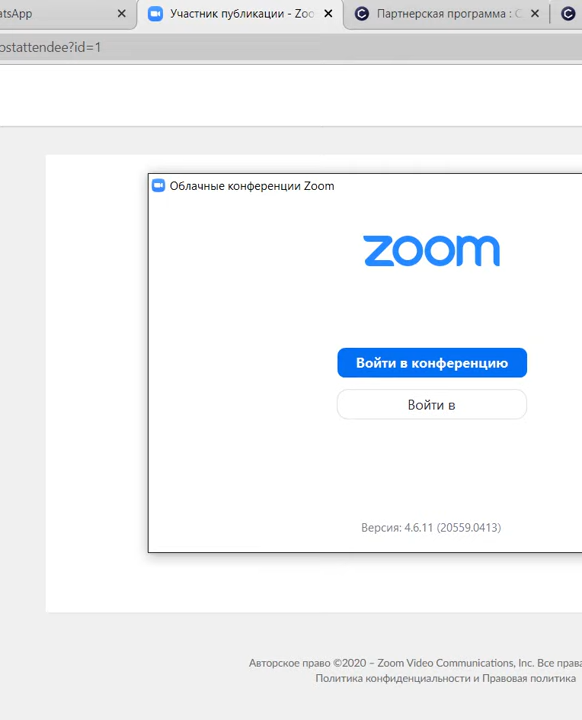 atsApp
Участник публикации - Zoo
Партнерская программа : C
ostattendee?id=1
Облачные конференции Zoom
zoom
Войти в конференцию
Войти в
Версия: 4.6.11 (20559.0413)
Авторское право ©2020 – Zoom Video Communications, Inc. Все права
Политика конфиденциальности и Правовая политика